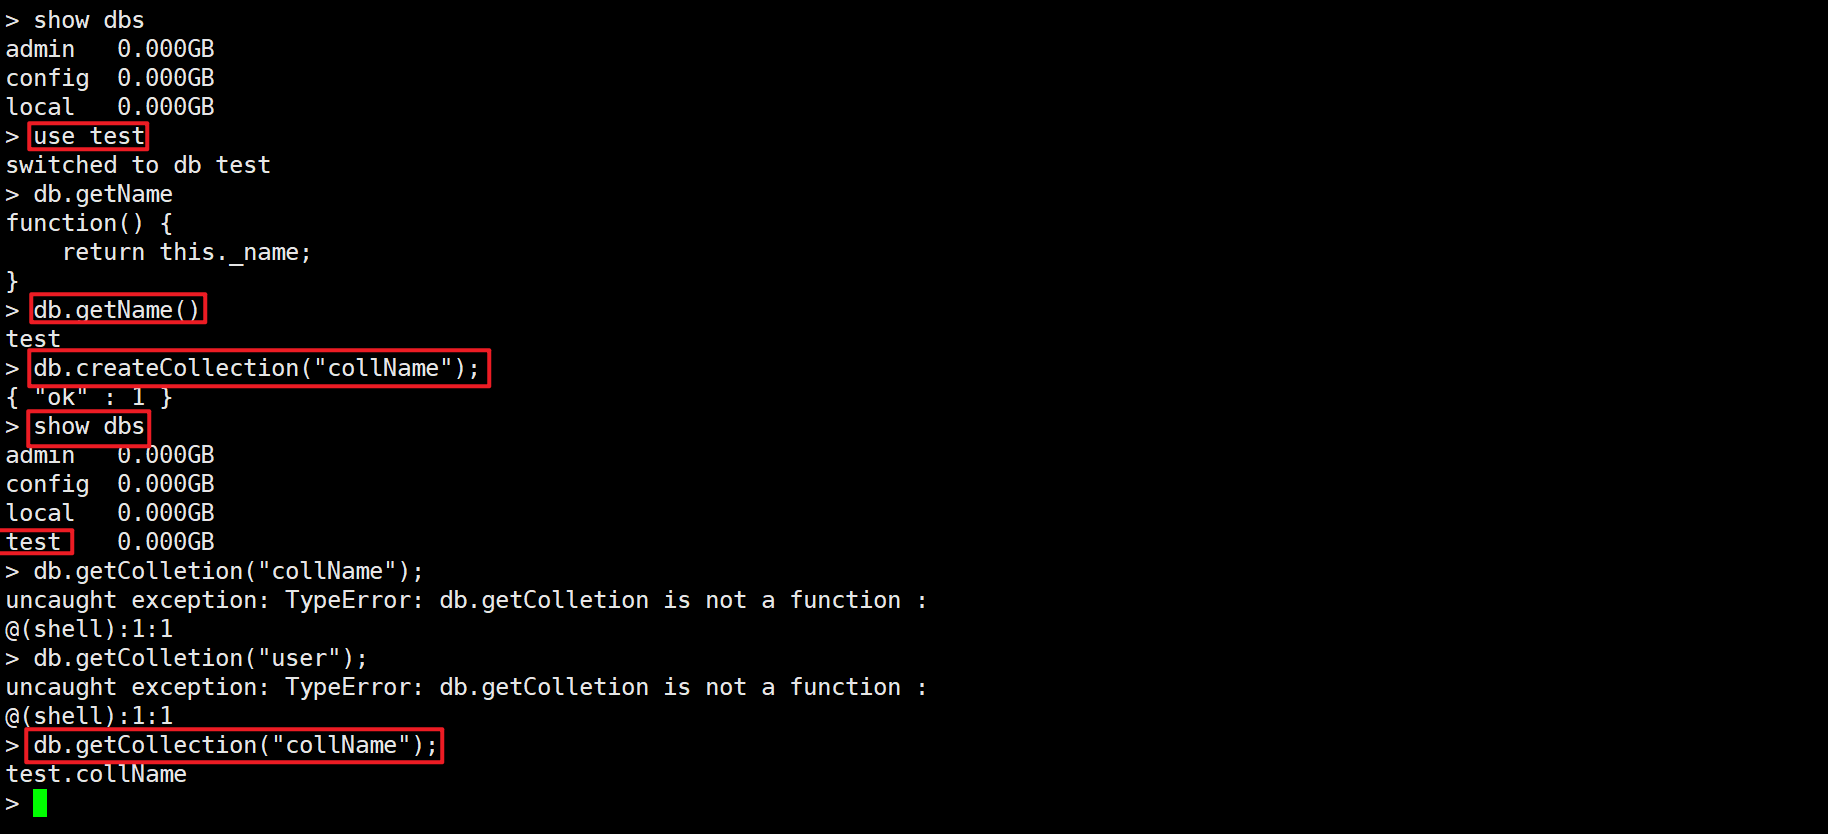 > show dbs
admin   0.000GB
config  0.000GB
local   0.000GB
> use test
switched to db test
> db.getName
function() {
    return this._name;
}
> db.getName()
test
> db.createCollection("collName");
{ "ok" : 1 }
> show dbs
admin   0.000GB
config  0.000GB
local   0.000GB
test    0.000GB
> db.getColletion("collName");
uncaught exception: TypeError: db.getColletion is not a function :
@(shell):1:1
> db.getColletion("user");
uncaught exception: TypeError: db.getColletion is not a function :
@(shell):1:1
> db.getCollection("collName");
test.collName
>